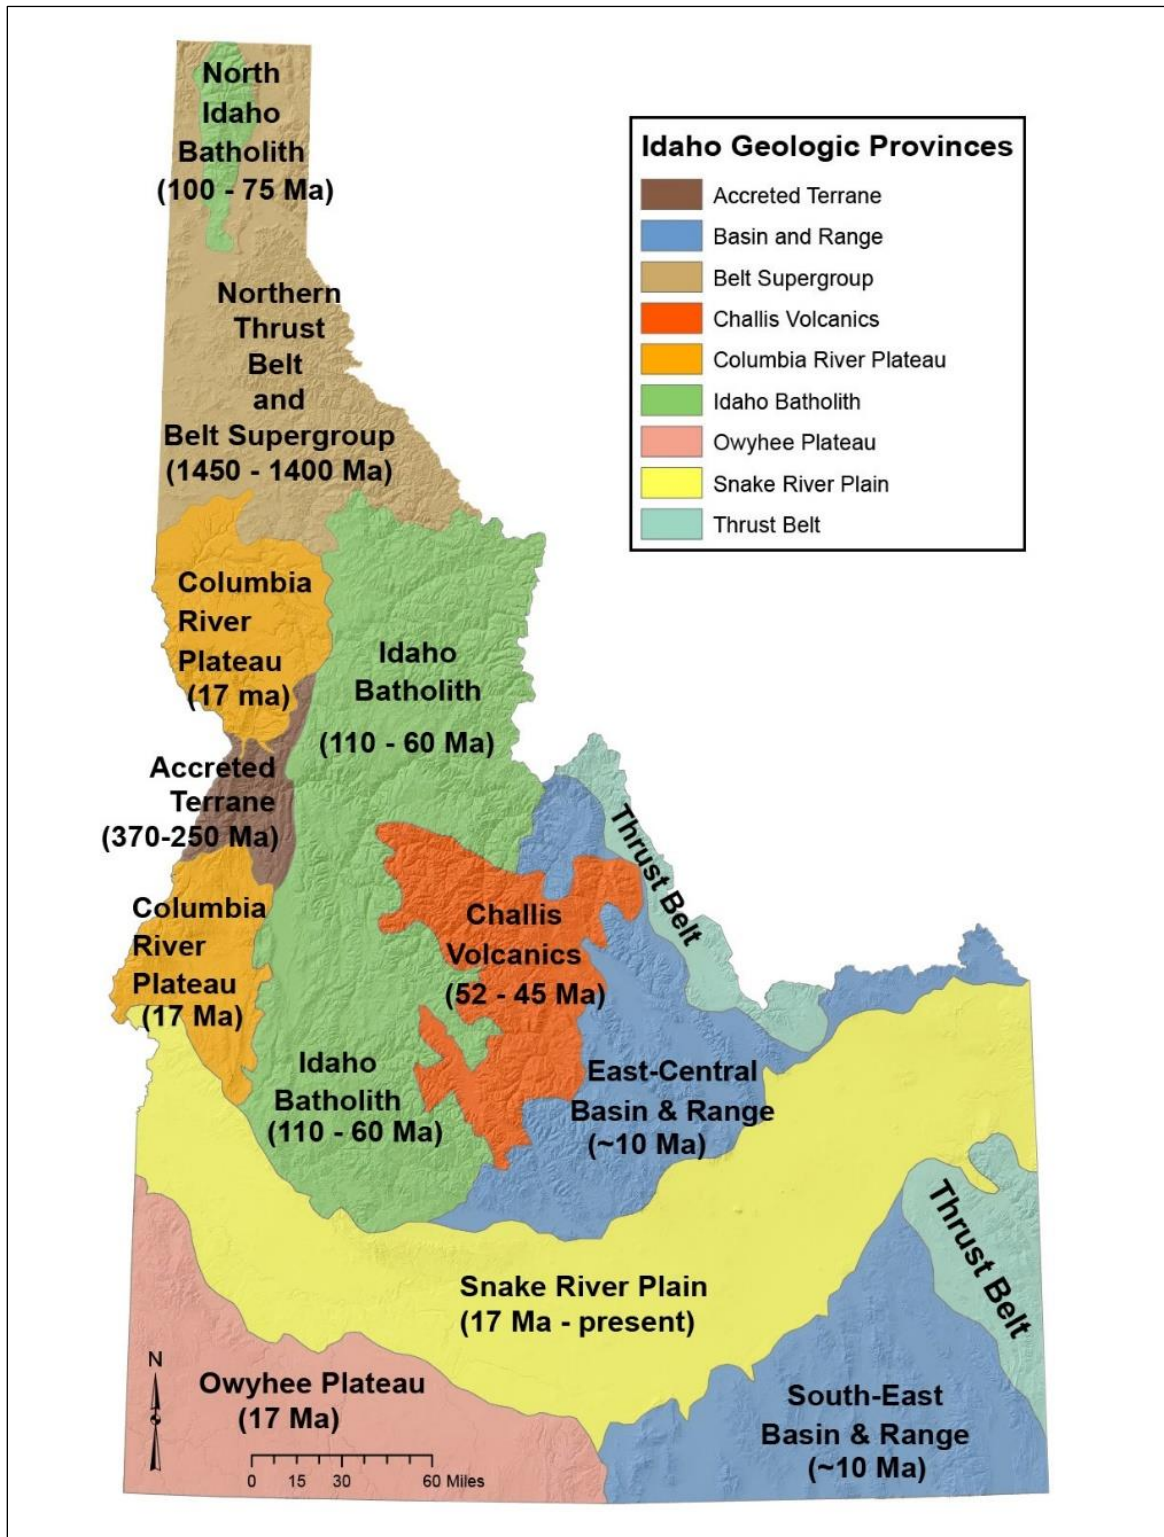 North
Idaho
Batholith
(100 - 75 Ma)
Northern
Thrust
Belt
and
Belt Supergroup
(1450 - 1400 Ma)
Idaho Geologic Provinces
Accreted Terrane
Basin and Range
Belt Supergroup
Challis Volcanics
Columbia River Plateau
Idaho Batholith
Owyhee Plateau
Snake River Plain
Thrust Belt
Columbia
River
Plateau
(17 ma)
Idaho
Batholith
(110 - 60 Ma)
Accreted
Terrane
(370-250 Ma)
Thrust Belt
Columbia
River
Plateau
(17 Ma)
Challis
Volcanics
(52 - 45 Ma)
Idaho
Batholith
(110 - 60 Ma)
East-Central
Basin & Range
(~10 Ma)
Thrust Belt
Snake River Plain
(17 Ma - present)
N
Owyhee Plateau
(17 Ma)
0 15 30 60 Miles
South-East
Basin & Range
(~10 Ma)